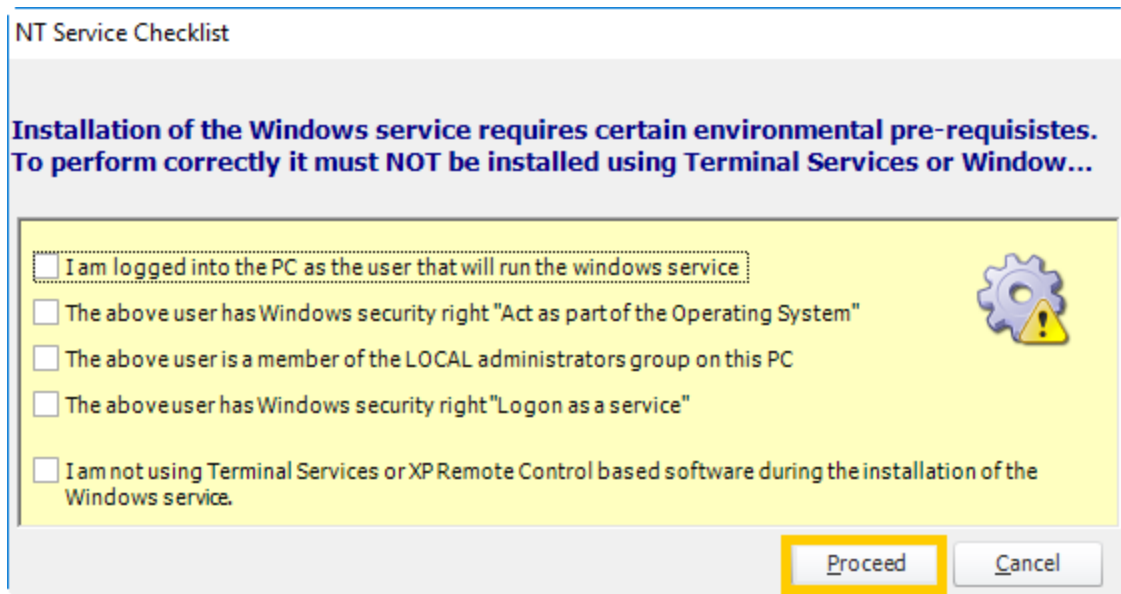 NT Service Checklist
Installation of the Windows service requires certain environmental pre-requisistes.
To perform correctly it must NOT be installed using Terminal Services or Window...
I am logged into the PC as the user that will run the windows service
The above user has Windows security right "Act as part of the Operating System"
The above user is a member of the LOCAL administrators group on this PC
The above user has Windows security right "Logon as a service"
I am not using Terminal Services or XP Remote Control based software during the installation of the
Windows service.
Proceed Cancel